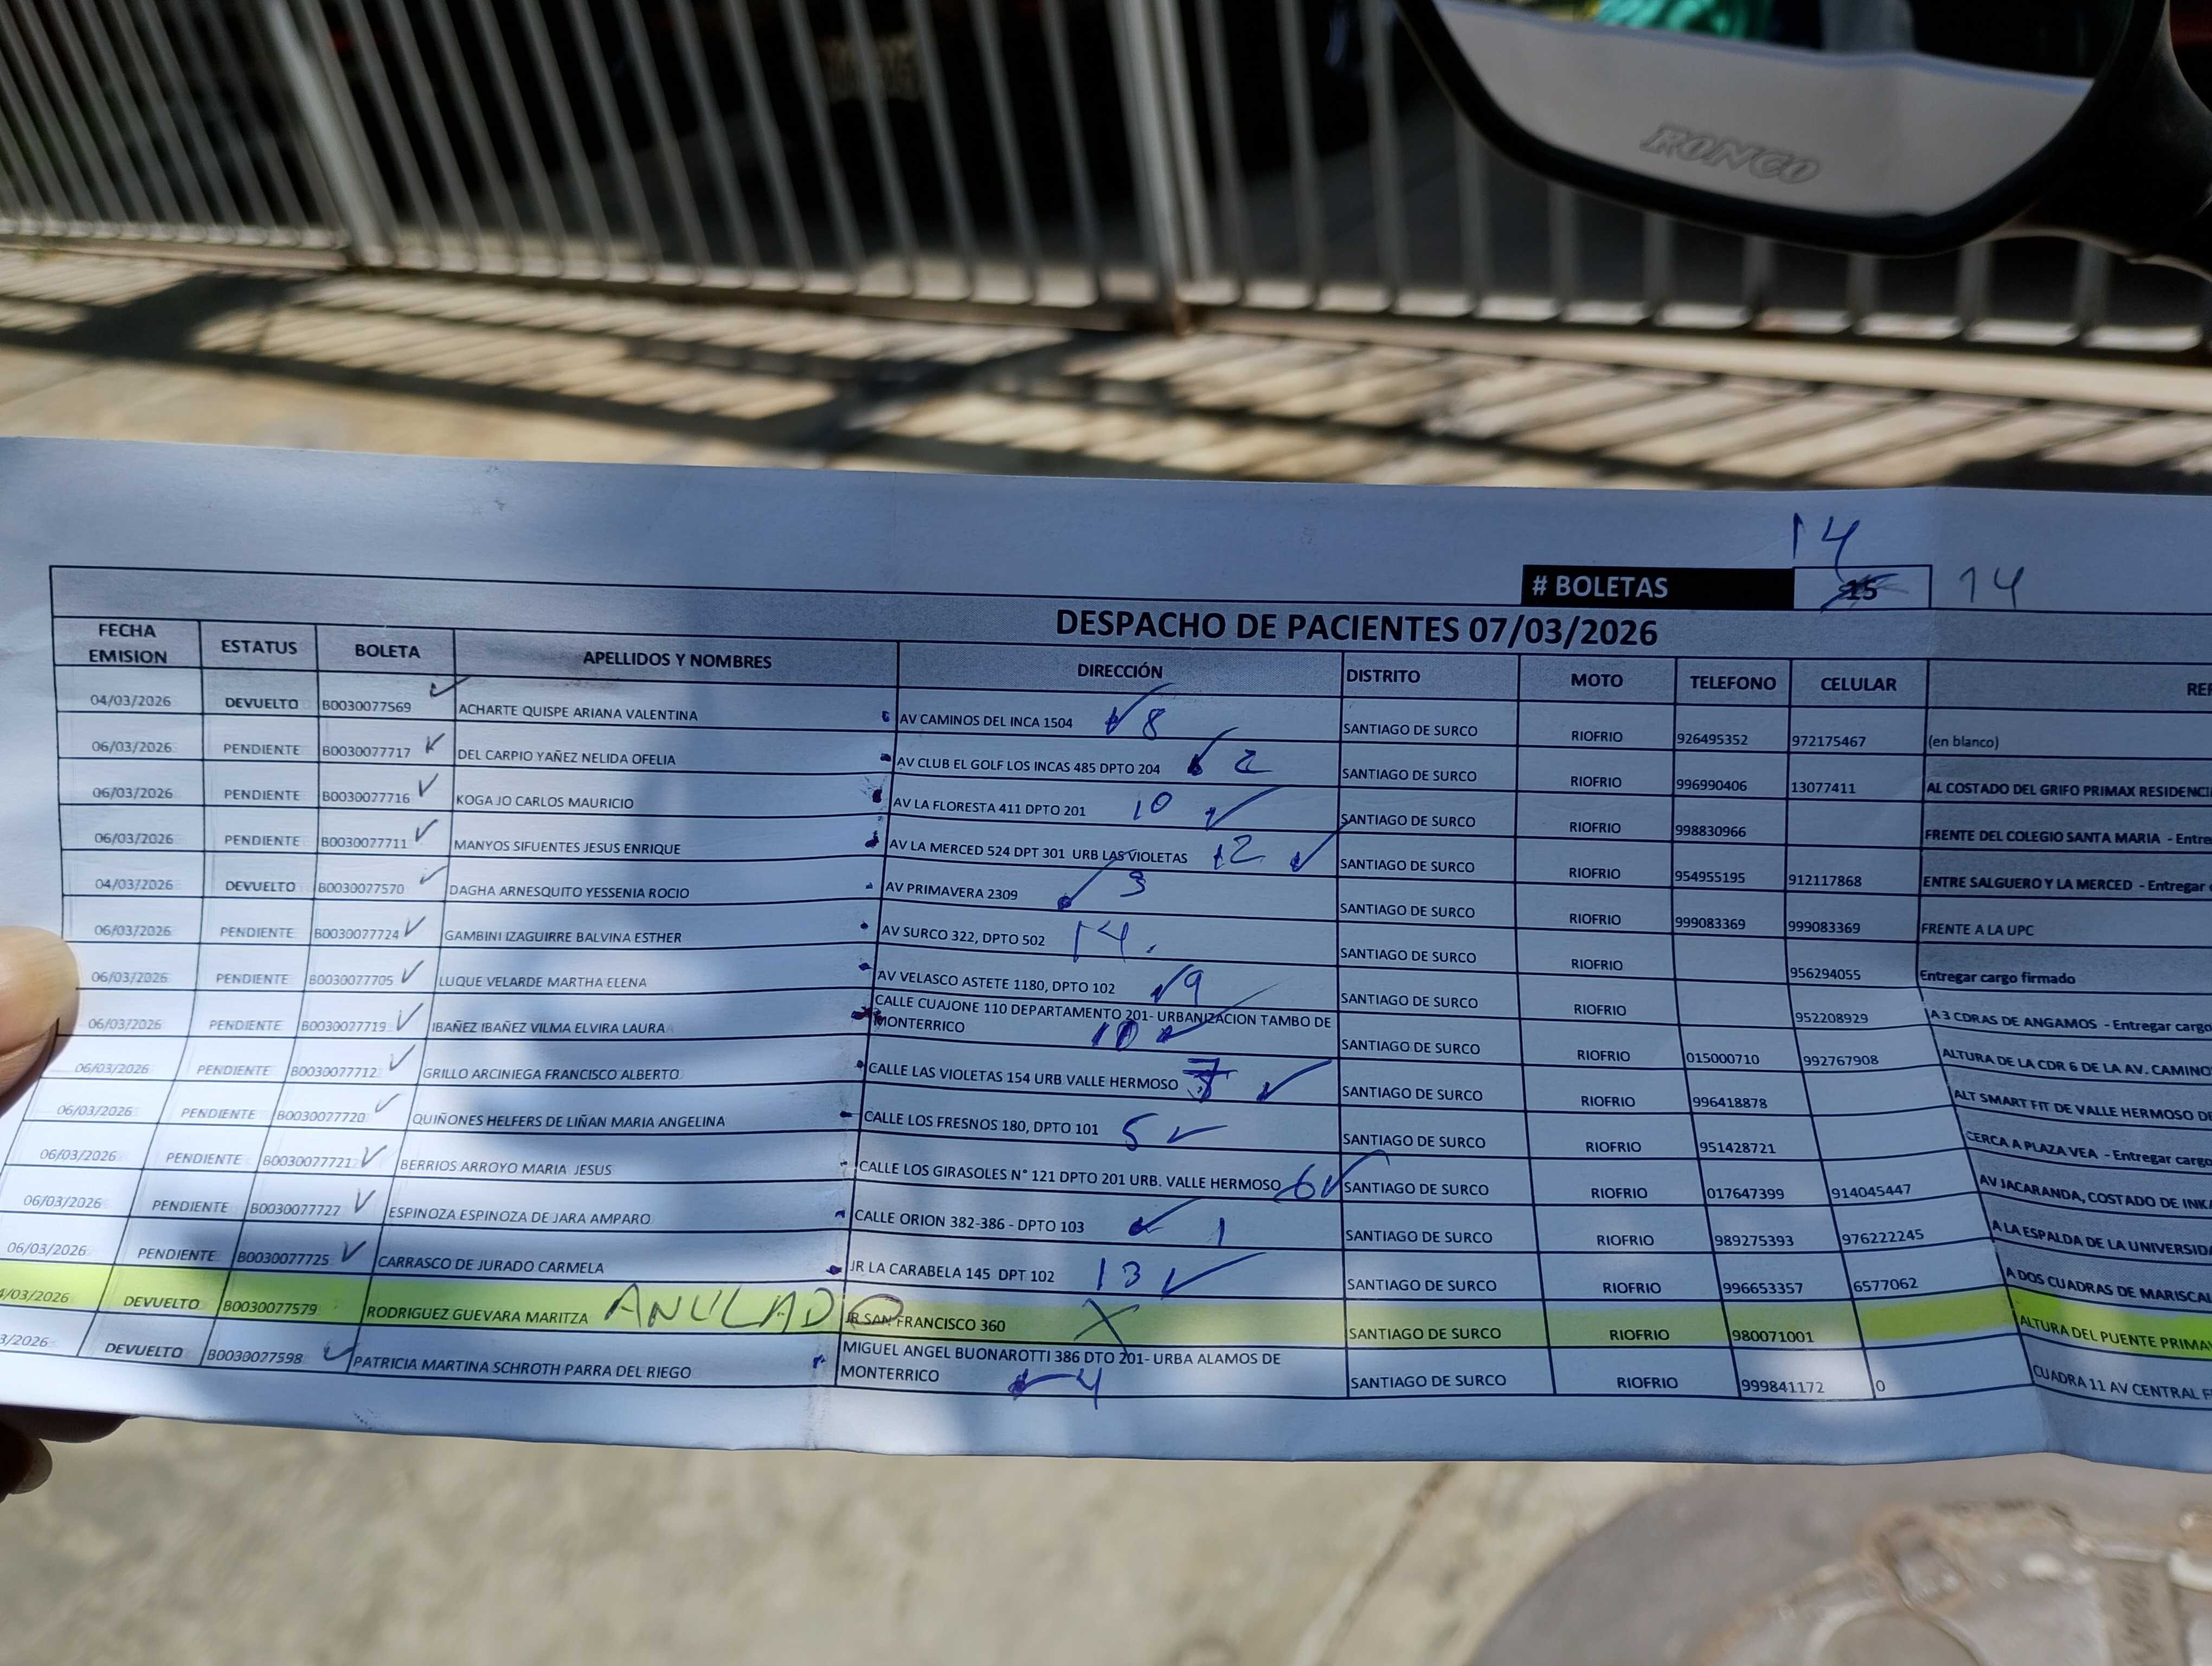 RONCO
14
# BOLETAS 15 14
DESPACHO DE PACIENTES 07/03/2026
FECHA EMISION ESTATUS BOLETA APELLIDOS Y NOMBRES DIRECCIÓN DISTRITO MOTO TELEFONO CELULAR
04/03/2026 DEVUELTO B0030077569 ACHARTE QUISPE ARIANA VALENTINA AV CAMINOS DEL INCA 1504 8 SANTIAGO DE SURCO RIOFRIO 926495352 972175467 (en blanco)
06/03/2026 PENDIENTE B0030077717 DEL CARPIO YAÑEZ NELIDA OFELIA AV CLUB EL GOLF LOS INCAS 485 DPTO 204 2 SANTIAGO DE SURCO RIOFRIO 996990406 13077411 AL COSTADO DEL GRIFO PRIMAX
06/03/2026 PENDIENTE B0030077716 KOGA JO CARLOS MAURICIO AV LA FLORESTA 411 DPTO 201 10 SANTIAGO DE SURCO RIOFRIO 998830966 FRENTE DEL COLEGIO SANTA MARIA -
06/03/2026 PENDIENTE B0030077711 MANYOS SIFUENTES JESUS ENRIQUE AV LA MERCED 524 DPT 301 URB LAS VIOLETAS 12 SANTIAGO DE SURCO RIOFRIO 954955195 912117868 ENTRE SALGUERO Y LA MERCED - Entregar
04/03/2026 DEVUELTO B0030077570 DAGHA ARNESQUITO YESSENIA ROCIO AV PRIMAVERA 2309 3 SANTIAGO DE SURCO RIOFRIO 999083369 999083369 FRENTE A LA UPC
06/03/2026 PENDIENTE B0030077724 GAMBINI IZAGUIRRE BALVINA ESTHER AV SURCO 322, DPTO 502 14. SANTIAGO DE SURCO RIOFRIO 956294055 Entregar cargo firmado
06/03/2026 PENDIENTE B0030077705 LUQUE VELARDE MARTHA ELENA AV VELASCO ASTETE 1180, DPTO 102 9 SANTIAGO DE SURCO RIOFRIO 952208929 A 3 CDRAS DE ANGAMOS - Entregar cargo
06/03/2026 PENDIENTE B0030077719 IBAÑEZ IBAÑEZ VILMA ELVIRA LAURA CALLE CUAJONE 110 DEPARTAMENTO 201- URBANIZACION TAMBO DE MONTERRICO SANTIAGO DE SURCO RIOFRIO 015000710 992767908 ALTURA DE LA CDR 6 DE LA AV.
06/03/2026 PENDIENTE B0030077712 GRILLO ARCINIEGA FRANCISCO ALBERTO CALLE LAS VIOLETAS 154 URB VALLE HERMOSO 7 SANTIAGO DE SURCO RIOFRIO 996418878 ALT SMART FIT DE VALLE HERMOSO
06/03/2026 PENDIENTE B0030077720 QUIÑONES HELFERS DE LIÑAN MARIA ANGELINA CALLE LOS FRESNOS 180, DPTO 101 5 SANTIAGO DE SURCO RIOFRIO 951428721 CERCA A PLAZA VEA - Entregar cargo
06/03/2026 PENDIENTE B0030077721 BERRIOS ARROYO MARIA JESUS CALLE LOS GIRASOLES N° 121 DPTO 201 URB. VALLE HERMOSO 6 SANTIAGO DE SURCO RIOFRIO 017647399 914045447 AV JACARANDA, COSTADO DE
06/03/2026 PENDIENTE B0030077727 ESPINOZA ESPINOZA DE JARA AMPARO CALLE ORION 382-386 - DPTO 103 1 SANTIAGO DE SURCO RIOFRIO 989275393 976222245 A LA ESPALDA DE LA
06/03/2026 PENDIENTE B0030077725 CARRASCO DE JURADO CARMELA JR LA CARABELA 145 DPT 102 13 SANTIAGO DE SURCO RIOFRIO 996653357 6577062 A DOS CUADRAS DE
4/03/2026 DEVUELTO B0030077579 RODRIGUEZ GUEVARA MARITZA ANULADO JR SAN FRANCISCO 360 X SANTIAGO DE SURCO RIOFRIO 980071001 ALTURA DEL PUENTE
3/2026 DEVUELTO B0030077598 PATRICIA MARTINA SCHROTH PARRA DEL RIEGO MIGUEL ANGEL BUONAROTTI 386 DTO 201- URBA ALAMOS DE MONTERRICO 4 SANTIAGO DE SURCO RIOFRIO 999841172 0 CUADRA 11 AV CENTRAL